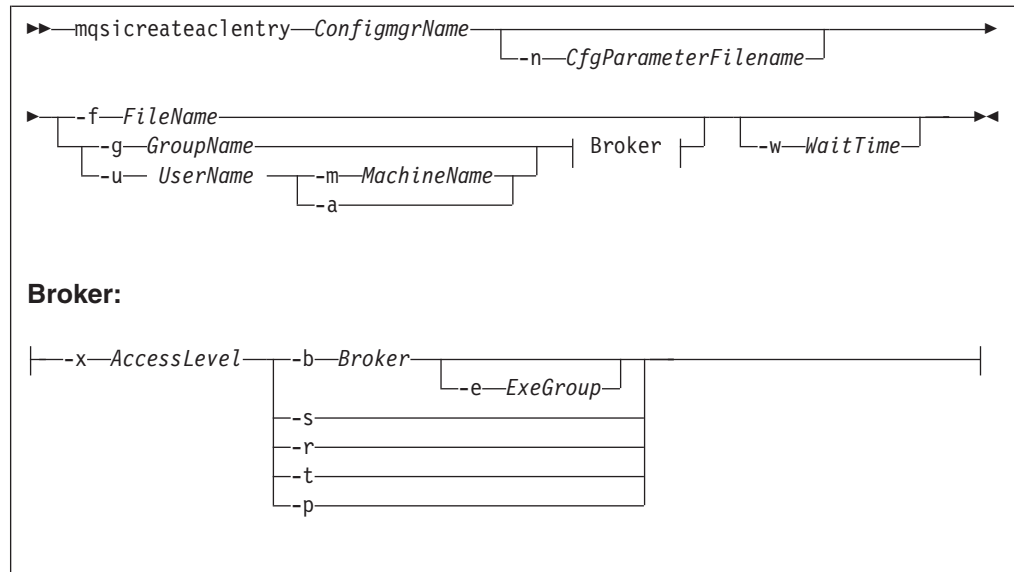 mqsicreateaclentry ConfigmgrName
-n CfgParameterFilename
-f FileName
-g GroupName Broker -w WaitTime
-u UserName -m MachineName
-a
Broker:
-x AccessLevel -b Broker
-e ExeGroup
-s
-r
-t
-p